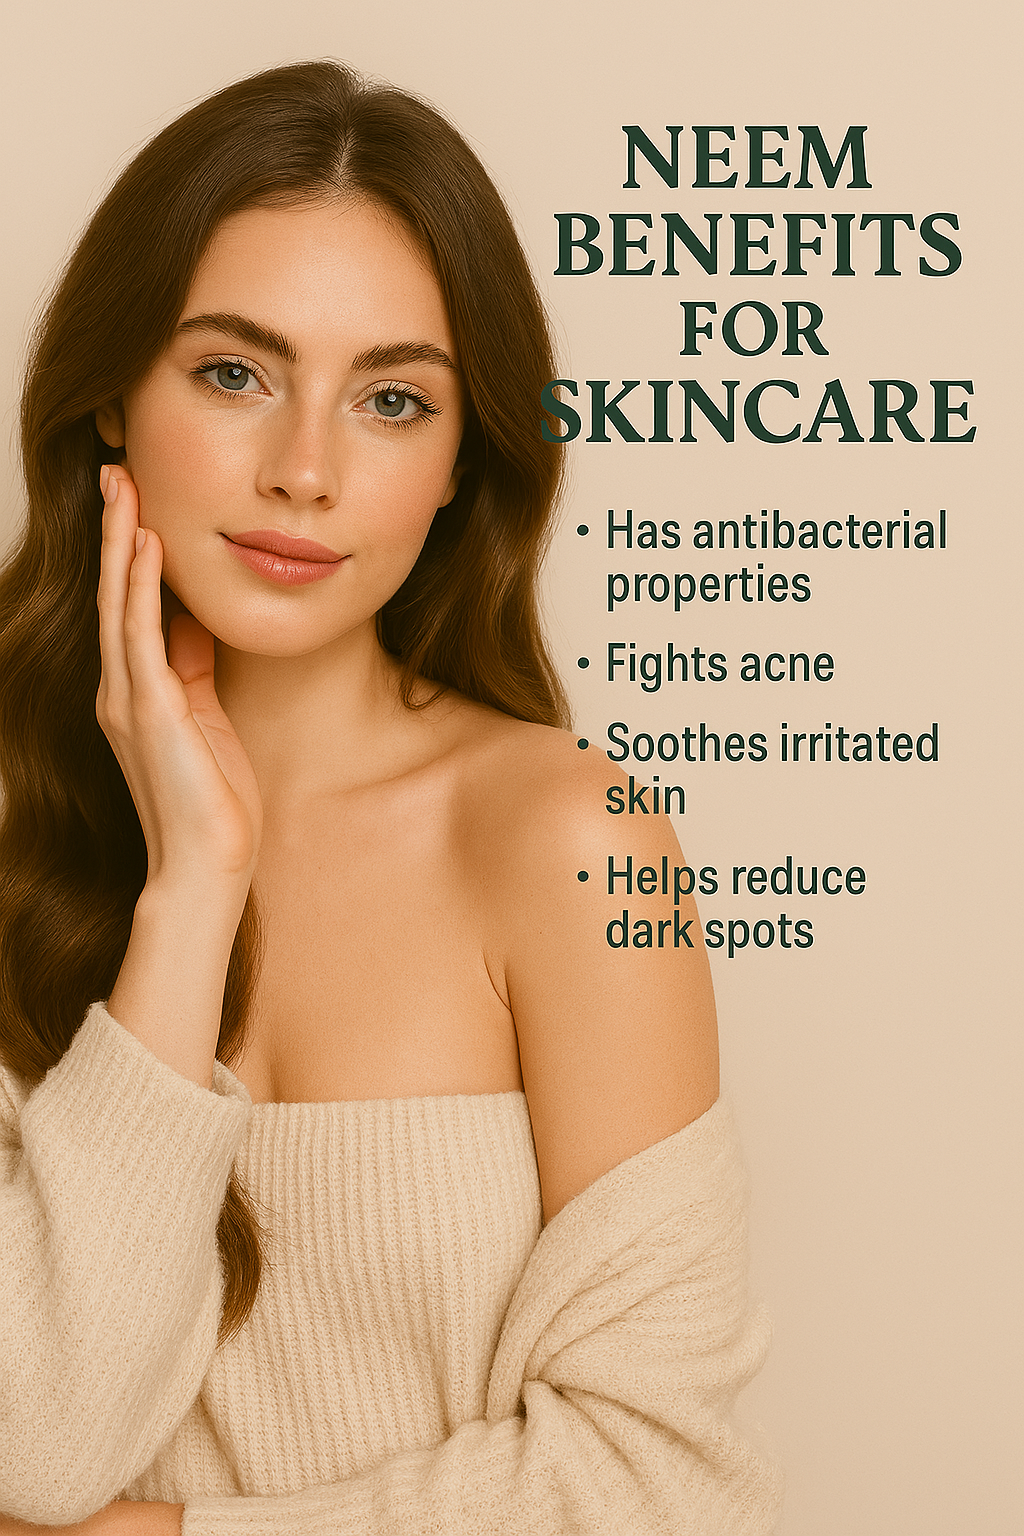 NEEM
BENEFITS
FOR
SKINCARE
• Has antibacterial
properties
• Fights acne
• Soothes irritated
skin
• Helps reduce
dark spots